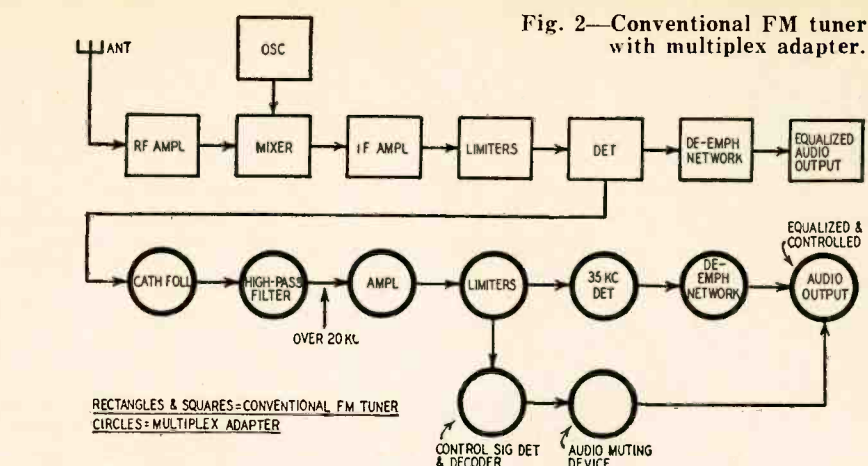 Fig. 2—Conventional FM tuner
with multiplex adapter.
ANT
OSC
RF AMPL
MIXER
IF AMPL
LIMITERS
DET
DE-EMPH
NETWORK
EQUALIZED
AUDIO
OUTPUT
EQUALIZED &
CONTROLLED
CATH FOLL
HIGH-PASS
FILTER
AMPL
LIMITERS
35 KC
DET
DE-
EMPH
NETWORK
AUDIO
OUTPUT
OVER 20 KC
RECTANGLES & SQUARES=CONVENTIONAL FM TUNER
CIRCLES=MULTIPLEX ADAPTER
CONTROL SIG DET
& DECODER
AUDIO MUTING
DEVICE